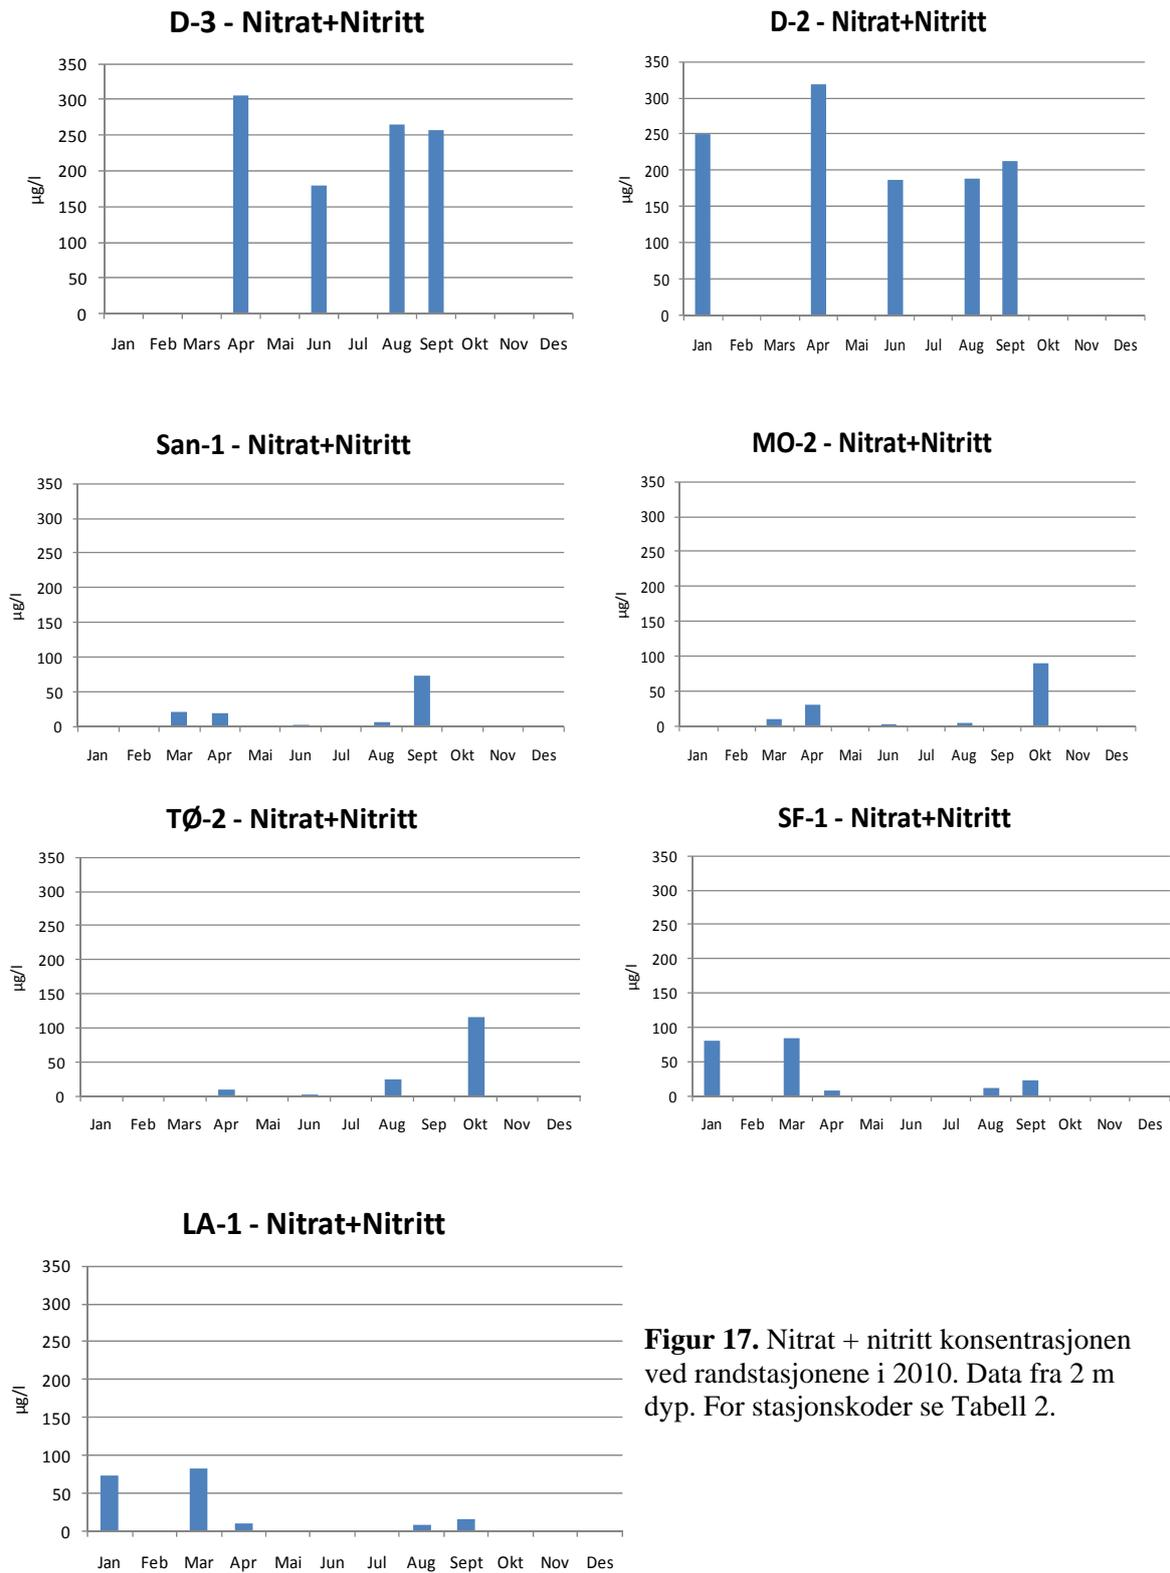 D-3 - Nitrat+Nitritt
350
300
250
200
150
100
50
0
µg/l
Jan Feb Mars Apr Mai Jun Jul Aug Sept Okt Nov Des
D-2 - Nitrat+Nitritt
350
300
250
200
150
100
50
0
µg/l
Jan Feb Mars Apr Mai Jun Jul Aug Sept Okt Nov Des
San-1 - Nitrat+Nitritt
350
300
250
200
150
100
50
0
µg/l
Jan Feb Mar Apr Mai Jun Jul Aug Sept Okt Nov Des
MO-2 - Nitrat+Nitritt
350
300
250
200
150
100
50
0
µg/l
Jan Feb Mar Apr Mai Jun Jul Aug Sep Okt Nov Des
TØ-2 - Nitrat+Nitritt
350
300
250
200
150
100
50
0
µg/l
Jan Feb Mars Apr Mai Jun Jul Aug Sep Okt Nov Des
SF-1 - Nitrat+Nitritt
350
300
250
200
150
100
50
0
µg/l
Jan Feb Mar Apr Mai Jun Jul Aug Sept Okt Nov Des
LA-1 - Nitrat+Nitritt
350
300
250
200
150
100
50
0
µg/l
Jan Feb Mar Apr Mai Jun Jul Aug Sept Okt Nov Des
Figur 17. Nitrat + nitritt konsentrasjonen
ved randstasjonene i 2010. Data fra 2 m
dyp. For stasjonskoder se Tabell 2.